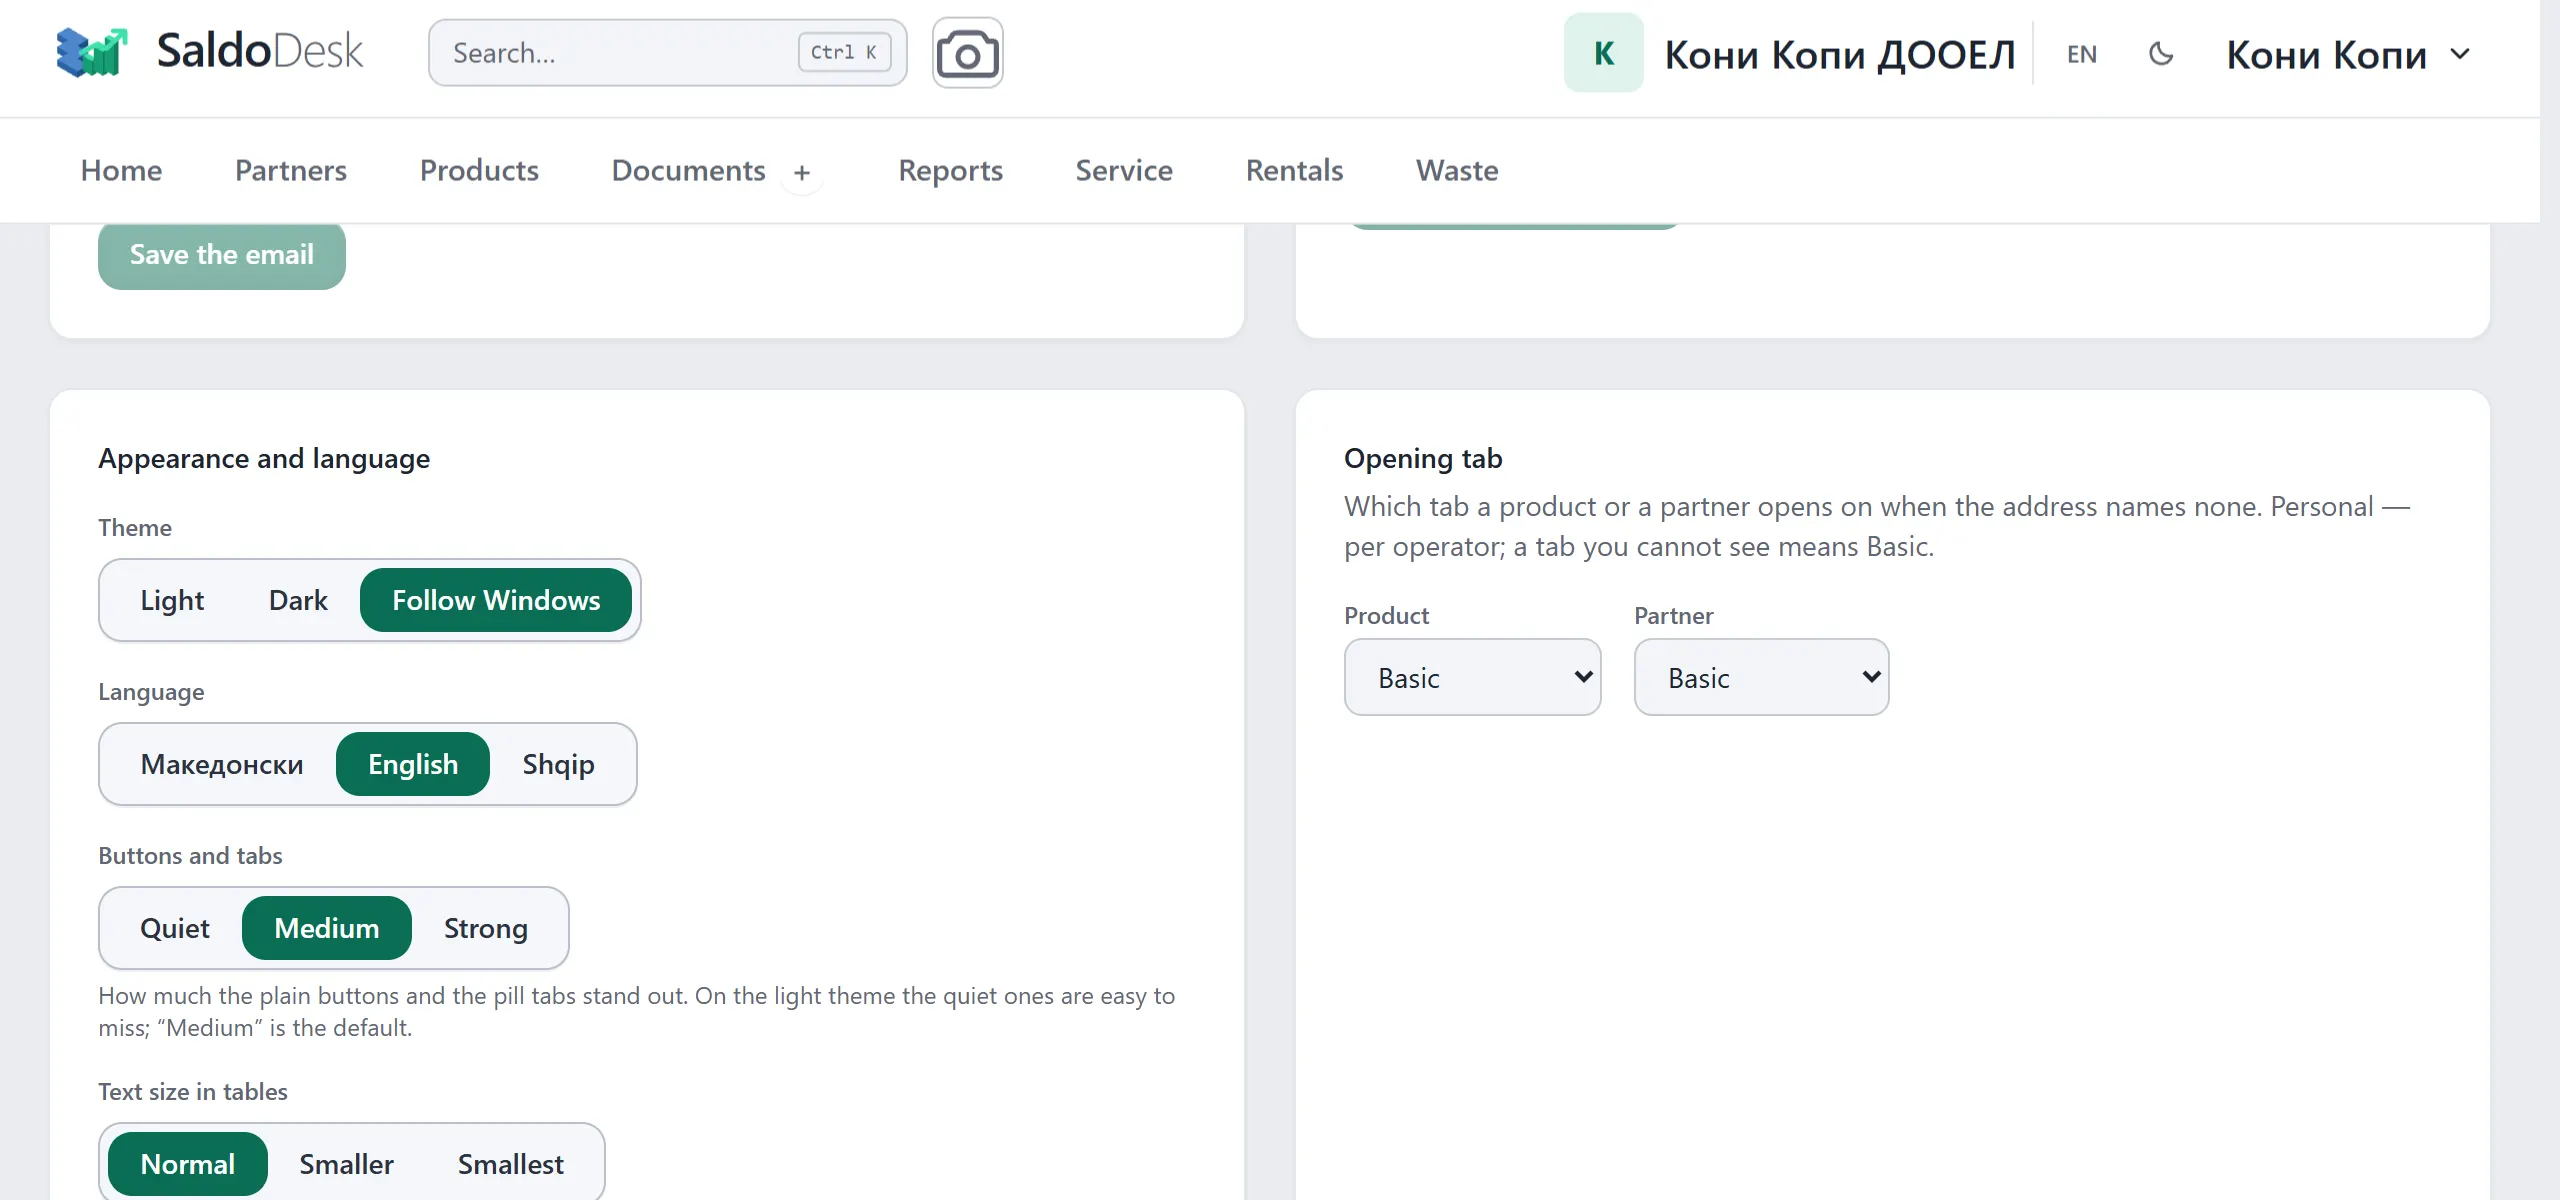 SaldoDesk
Search...
Ctrl K
K
Кони Копи ДООЕЛ
EN
Кони Копи
Home
Partners
Products
Documents +
Reports
Service
Rentals
Waste
Save the email
Appearance and language
Theme
Light
Dark
Follow Windows
Language
Македонски
English
Shqip
Buttons and tabs
Quiet
Medium
Strong
How much the plain buttons and the pill tabs stand out. On the light theme the quiet ones are easy to
miss; “Medium” is the default.
Text size in tables
Normal
Smaller
Smallest
Opening tab
Which tab a product or a partner opens on when the address names none. Personal —
per operator; a tab you cannot see means Basic.
Product
Partner
Basic
Basic